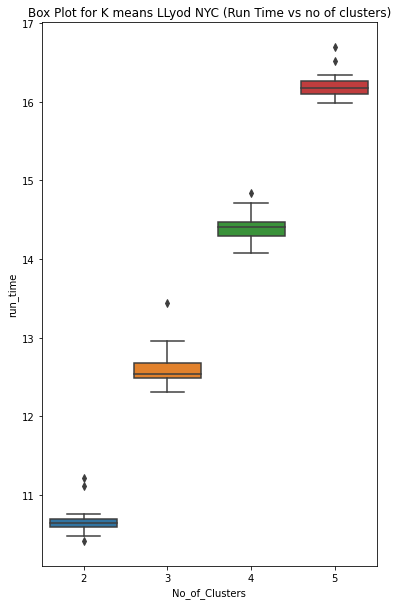 Box Plot for K means LLyod NYC (Run Time vs no of clusters)
17
16
15
14
13
12
11
run_time
2 3 4 5
No_of_Clusters